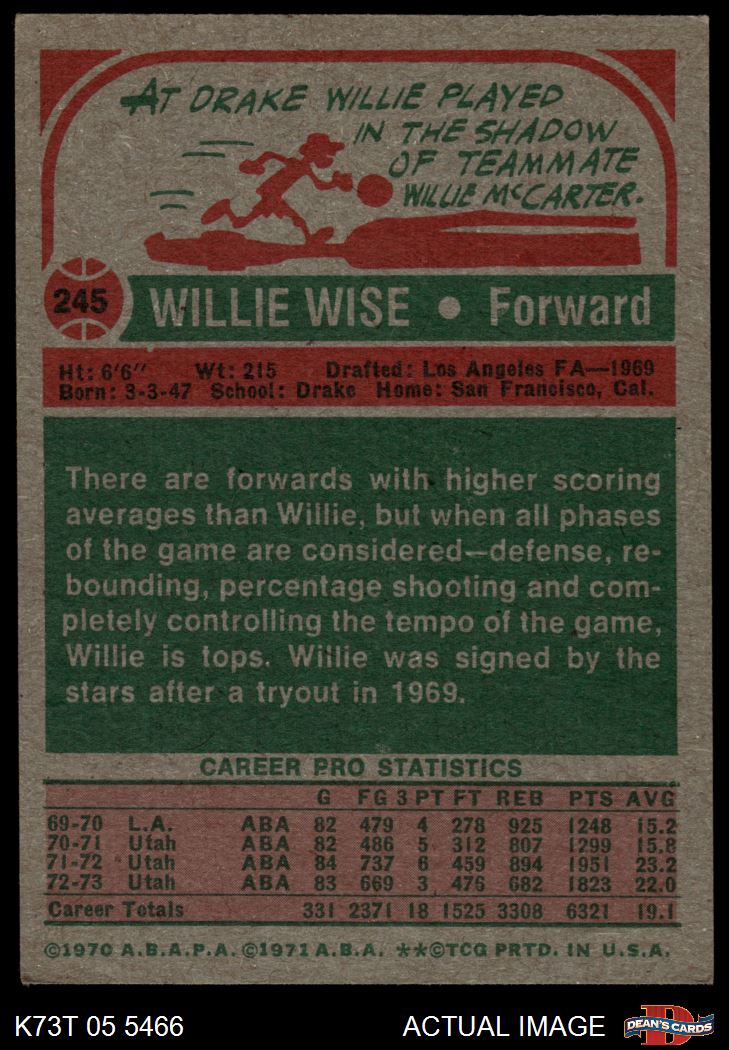 AT DRAKE WILLIE PLAYED
IN THE SHADOW
OF TEAMMATE
WILLIE McCARTER.
245 WILLIE WISE • Forward
Ht: 6'6" Wt: 215 Drafted: Los Angeles FA—1969
Born: 3-3-47 School: Drake Home: San Francisco, Cal.
There are forwards with higher scoring
averages than Willie, but when all phases
of the game are considered—defense, re-
bounding, percentage shooting and com-
pletely controlling the tempo of the game,
Willie is tops. Willie was signed by the
stars after a tryout in 1969.
CAREER PRO STATISTICS
G FG 3 PT FT REB PTS AVG
69-70 L.A. ABA 82 479 4 278 925 1248 15.2
70-71 Utah ABA 82 486 5 312 807 1299 15.8
71-72 Utah ABA 84 737 6 459 894 1951 23.2
72-73 Utah ABA 83 669 3 476 682 1823 22.0
Career Totals 331 2371 18 1525 3308 6321 19.1
©1970 A.B.A.P.A. ©1971 A.B.A. **©TCG PRTD. IN U.S.A.
K73T 05 5466 ACTUAL IMAGE DEAN'S CARDS